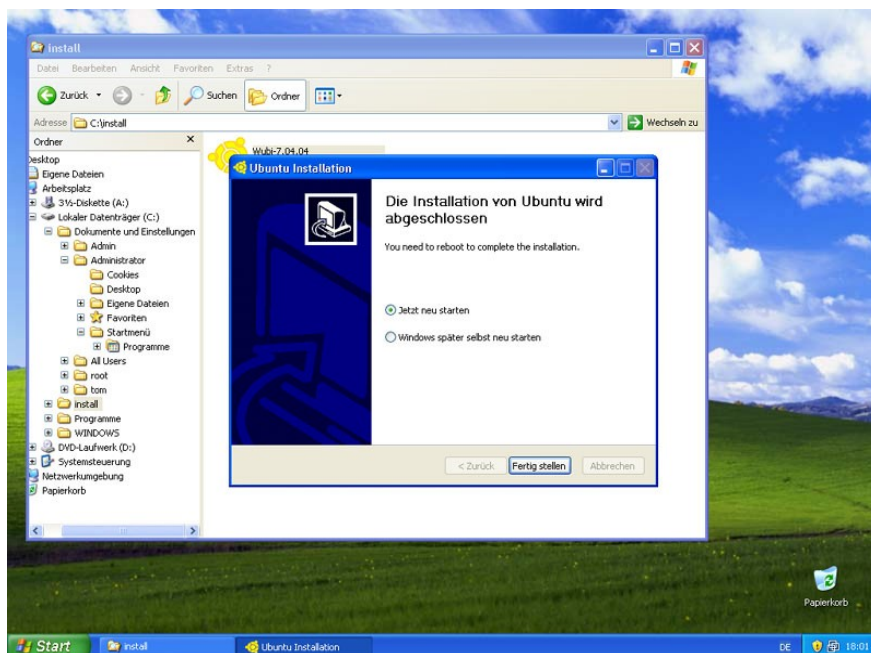 install
Datei Bearbeiten Ansicht Favoriten Extras ?
Zurück Suchen Ordner
Adresse C:\install Wechseln zu
Ordner
Desktop
Eigene Dateien
Arbeitsplatz
3½-Diskette (A:)
Lokaler Datenträger (C:)
Dokumente und Einstellungen
Admin
Administrator
Cookies
Desktop
Eigene Dateien
Favoriten
Startmenü
Programme
All Users
root
tom
install
Programme
WINDOWS
DVD-Laufwerk (D:)
Systemsteuerung
Netzwerkumgebung
Papierkorb
Wubi-7.04.04
Ubuntu Installation
Die Installation von Ubuntu wird
abgeschlossen
You need to reboot to complete the installation.
Jetzt neu starten
Windows später selbst neu starten
< Zurück Fertig stellen Abbrechen
Papierkorb
Start install Ubuntu Installation DE 18:01